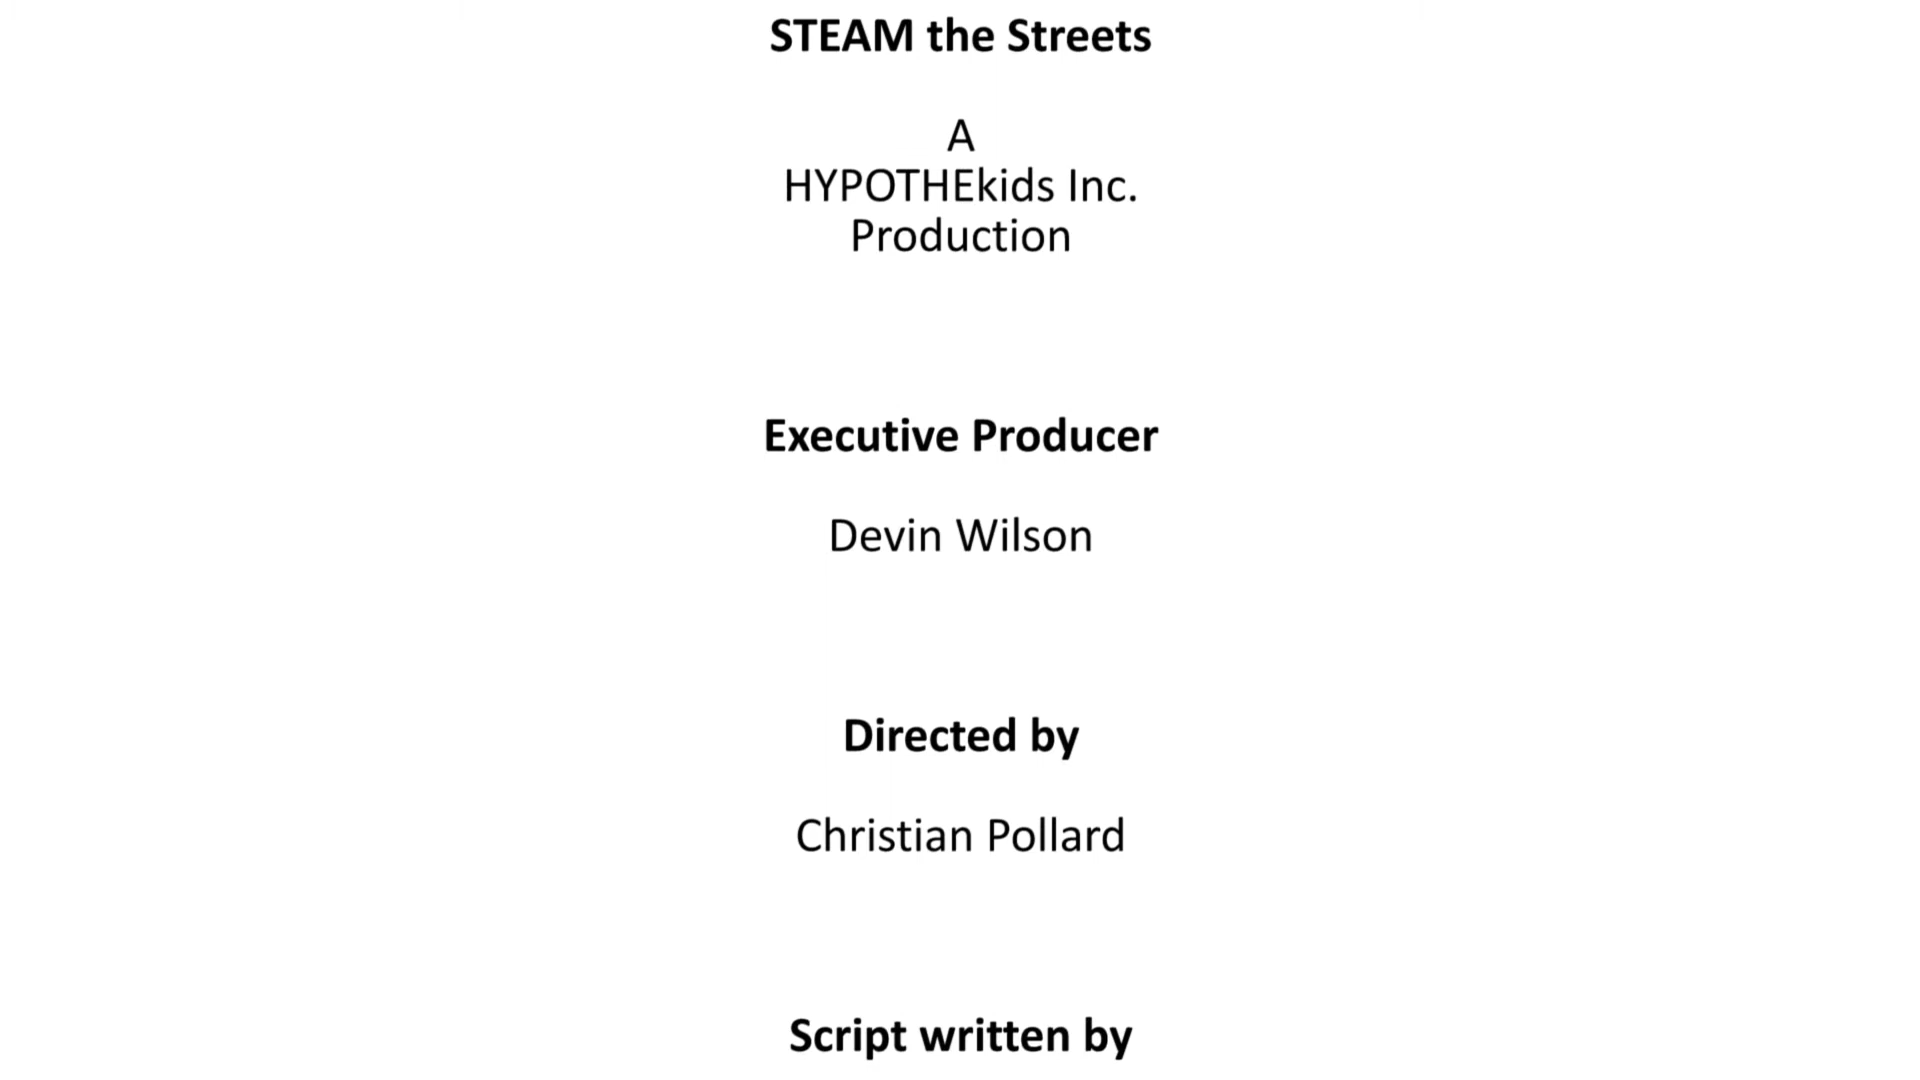 STEAM the Streets
A
HYPOTHEkids Inc.
Production
Executive Producer
Devin Wilson
Directed by
Christian Pollard
Script written by